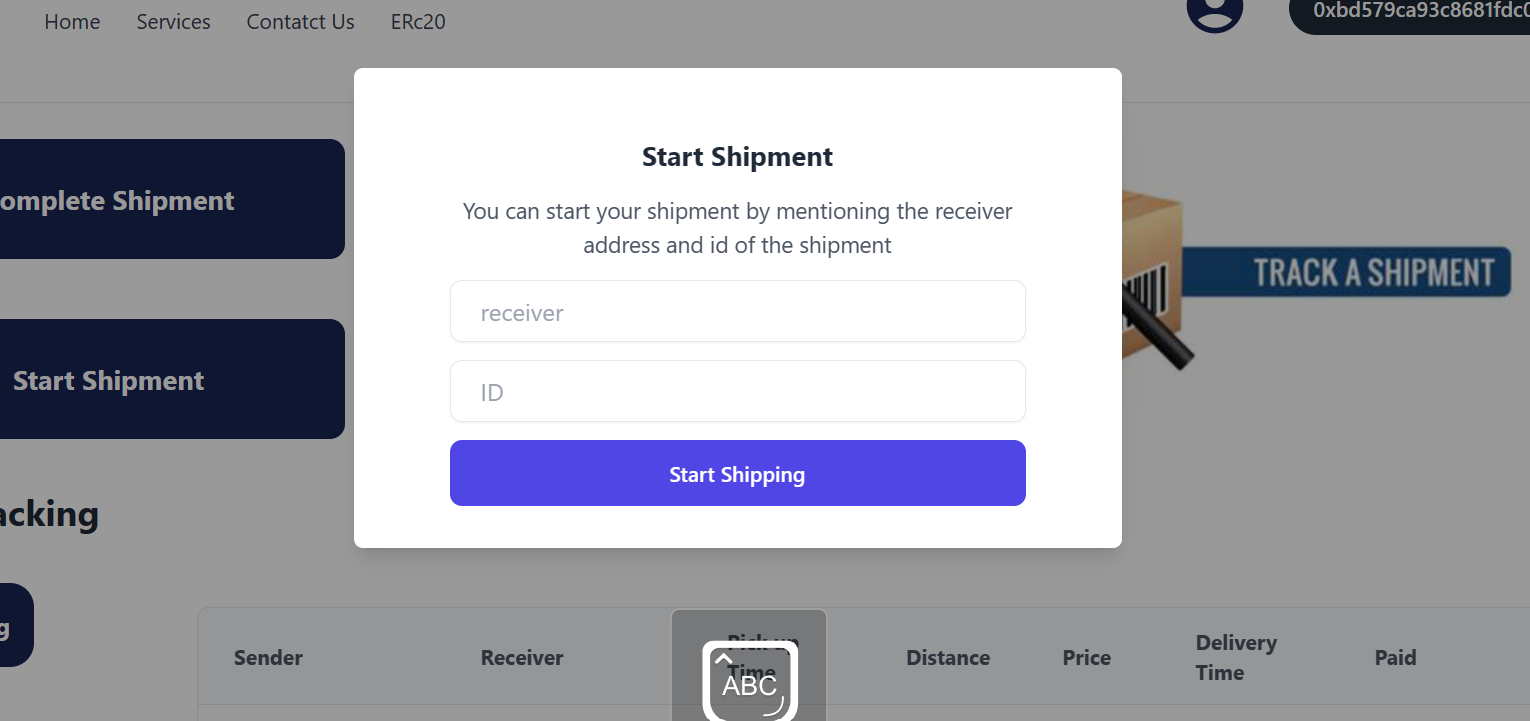 Home Services Contatct Us ERc20
0xbd579ca93c8681fdc0
Start Shipment
You can start your shipment by mentioning the receiver
address and id of the shipment
receiver
ID
Start Shipping
omplete Shipment
Start Shipment
TRACK A SHIPMENT
acking
g
Sender Receiver Pick up Time Distance Price Delivery Time Paid
ABC